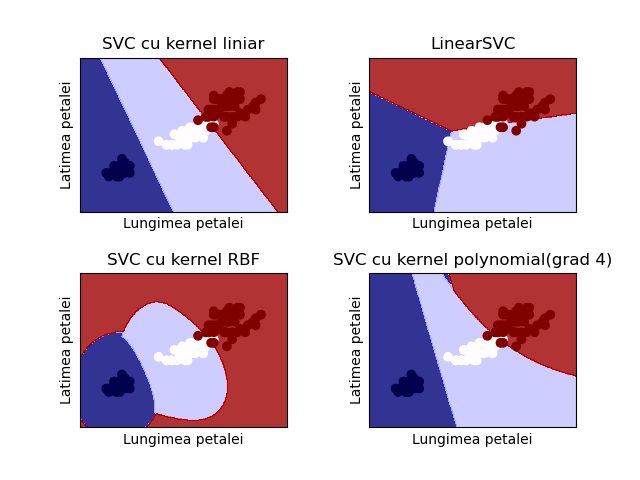 SVC cu kernel liniar
Latimea petalei
Lungimea petalei
LinearSVC
Latimea petalei
Lungimea petalei
SVC cu kernel RBF
Latimea petalei
Lungimea petalei
SVC cu kernel polynomial(grad 4)
Latimea petalei
Lungimea petalei